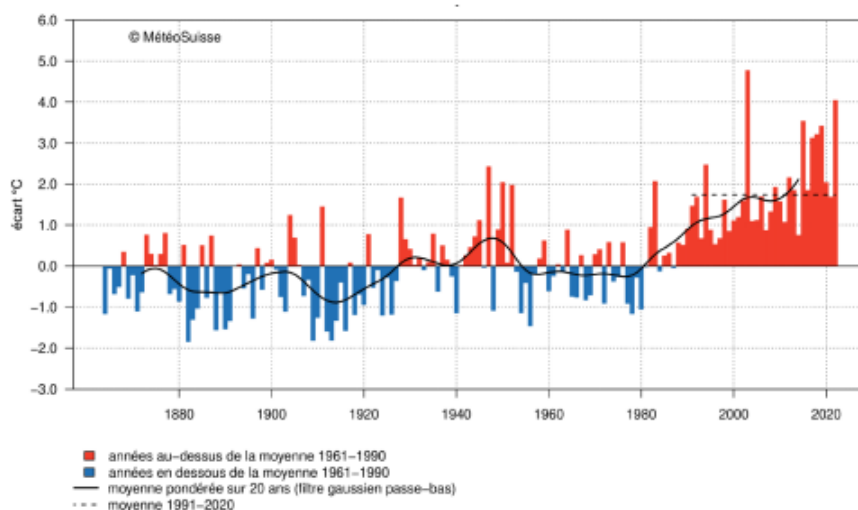 6.0
© MétéoSuisse
5.0
4.0
3.0
2.0
1.0
0.0
−1.0
−2.0
−3.0
écart °C
1880 1900 1920 1940 1960 1980 2000 2020
années au−dessus de la moyenne 1961−1990
années en dessous de la moyenne 1961−1990
moyenne pondérée sur 20 ans (filtre gaussien passe−bas)
moyenne 1991−2020